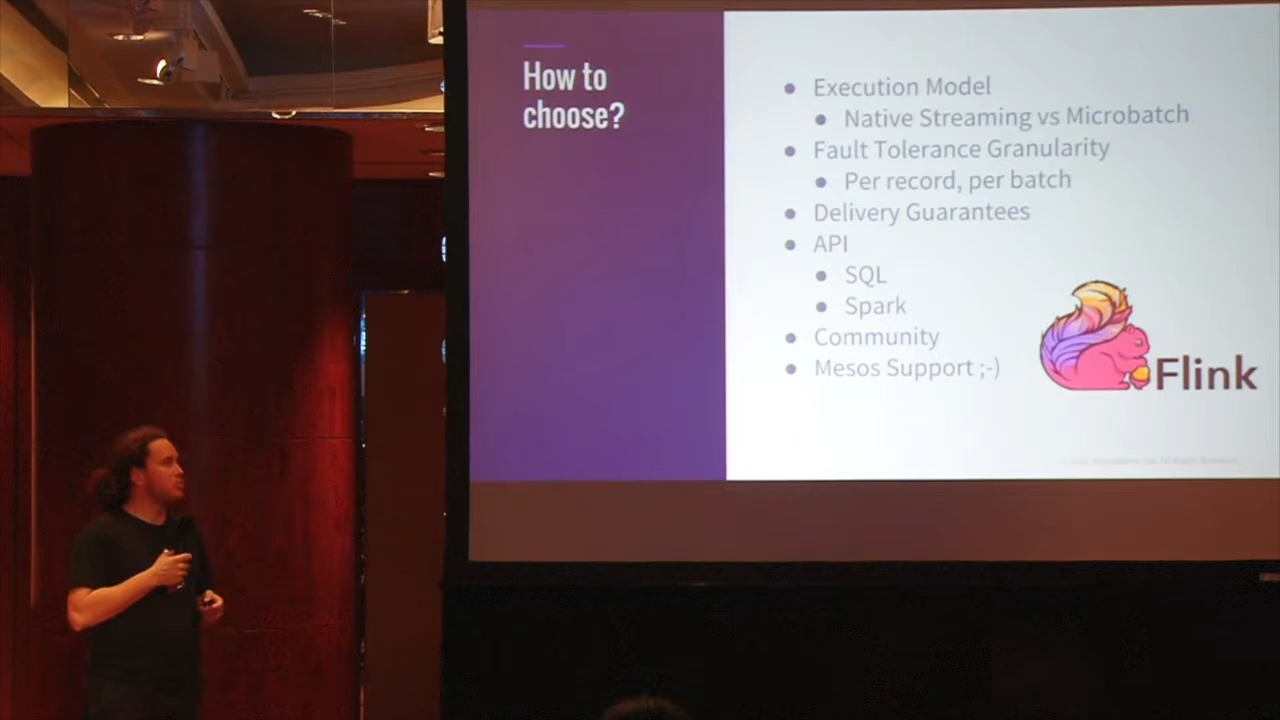 How to
choose?
● Execution Model
● Native Streaming vs Microbatch
● Fault Tolerance Granularity
● Per record, per batch
● Delivery Guarantees
● API
● SQL
● Spark
● Community
● Mesos Support ;-)
Flink